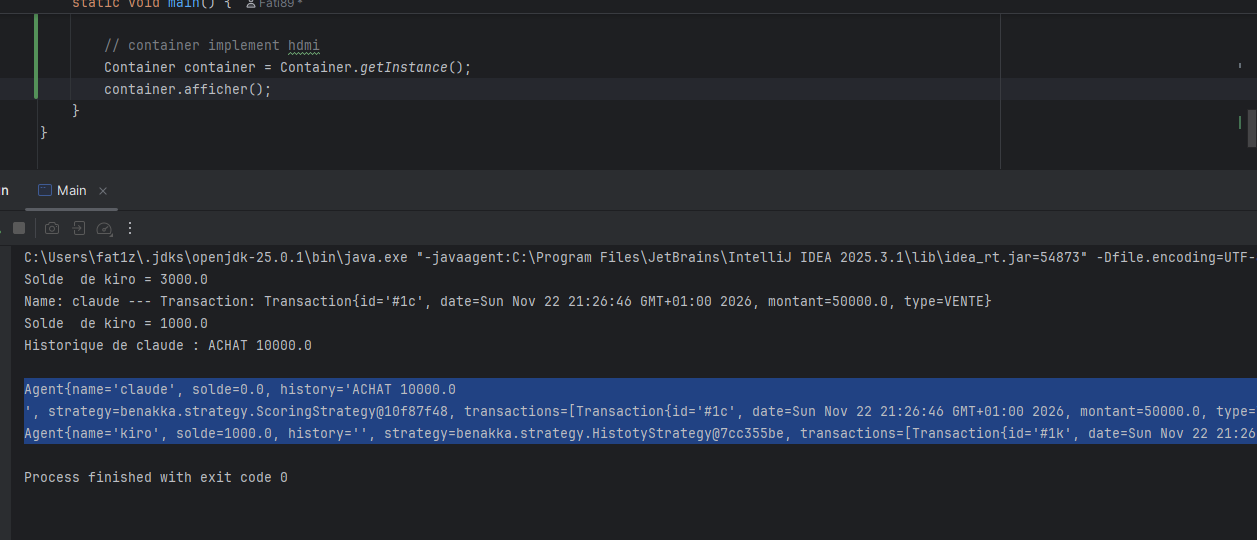 static void main() { Fati89 *
// container implement hdmi
Container container = Container.getInstance();
container.afficher();
}
}
n
Main ×
C:\Users\fat1z\.jdks\openjdk-25.0.1\bin\java.exe "-javaagent:C:\Program Files\JetBrains\IntelliJ IDEA 2025.3.1\lib\idea_rt.jar=54873" -Dfile.encoding=UTF-
Solde  de kiro = 3000.0
Name: claude --- Transaction: Transaction{id='#1c', date=Sun Nov 22 21:26:46 GMT+01:00 2026, montant=50000.0, type=VENTE}
Solde  de kiro = 1000.0
Historique de claude : ACHAT 10000.0
Agent{name='claude', solde=0.0, history='ACHAT 10000.0
', strategy=benakka.strategy.ScoringStrategy@10f87f48, transactions=[Transaction{id='#1c', date=Sun Nov 22 21:26:46 GMT+01:00 2026, montant=50000.0, type=
Agent{name='kiro', solde=1000.0, history='', strategy=benakka.strategy.HistotyStrategy@7cc355be, transactions=[Transaction{id='#1k', date=Sun Nov 22 21:26
Process finished with exit code 0